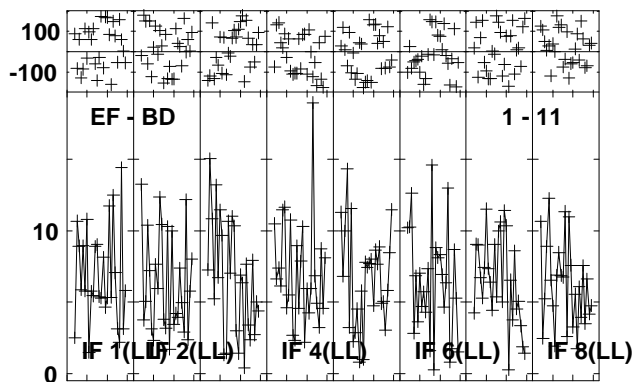 100
-100
EF - BD 1 - 11
10
0
IF 1(LL) IF 2(LL) IF 4(LL) IF 6(LL) IF 8(LL)